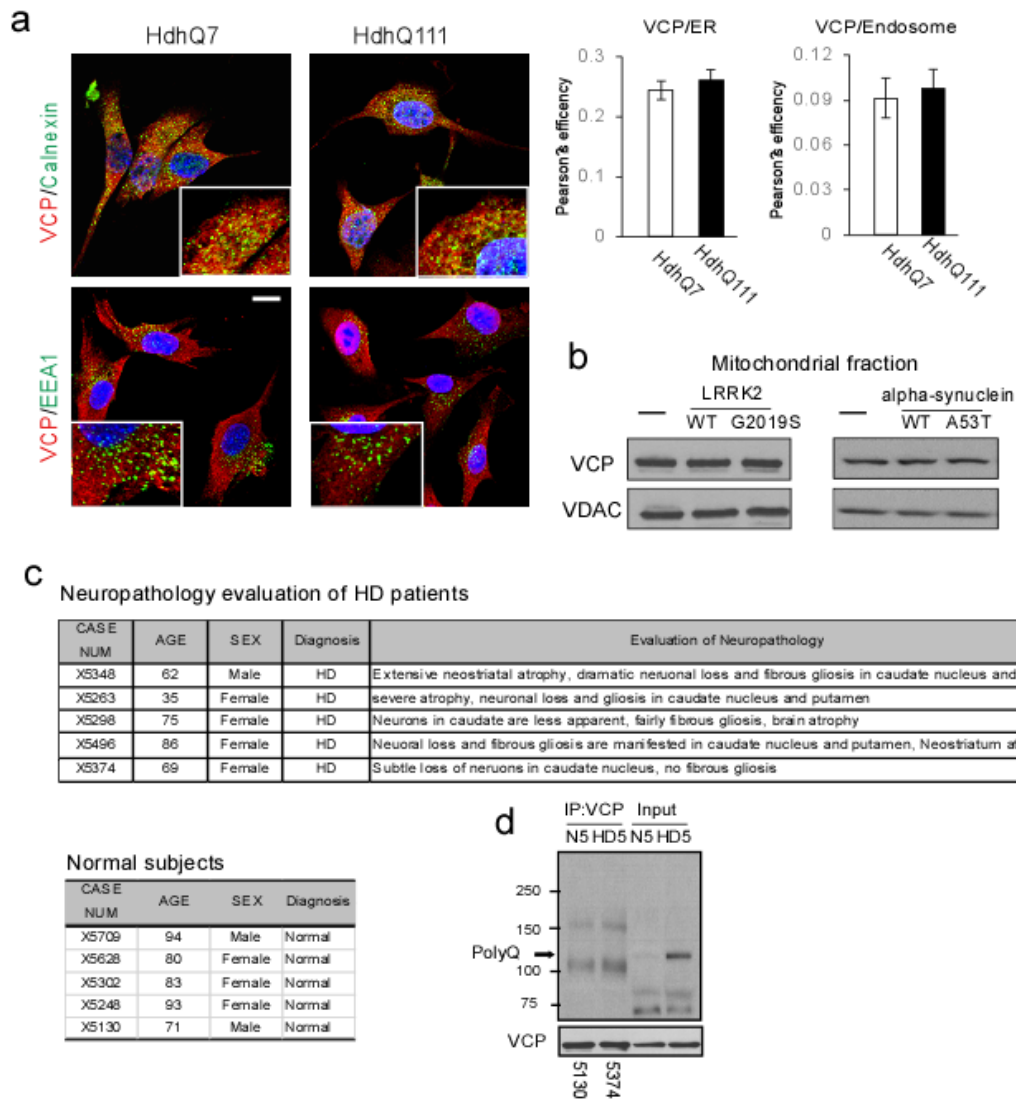 a
HdhQ7 HdhQ111
VCP/Calnexin
VCP/EEA1
VCP/ER
Pearson?s efficency
0.3
0.2
0.1
0
HdhQ7 HdhQ111
VCP/Endosome
Pearson?s efficency
0.12
0.09
0.06
0.03
0
HdhQ7 HdhQ111
b
Mitochondrial fraction
LRRK2 alpha-synuclein
— WT G2019S — WT A53T
VCP
VDAC
c
Neuropathology evaluation of HD patients
CASE NUM AGE SEX Diagnosis Evaluation of Neuropathology
X5348 62 Male HD Extensive neostriatal atrophy, dramatic neruonal loss and fibrous gliosis in caudate nucleus and
X5263 35 Female HD severe atrophy, neuronal loss and gliosis in caudate nucleus and putamen
X5298 75 Female HD Neurons in caudate are less apparent, fairly fibrous gliosis, brain atrophy
X5496 86 Female HD Neuoral loss and fibrous gliosis are manifested in caudate nucleus and putamen, Neostriatum at
X5374 69 Female HD Subtle loss of neruons in caudate nucleus, no fibrous gliosis
Normal subjects
CASE NUM AGE SEX Diagnosis
X5709 94 Male Normal
X5628 80 Female Normal
X5302 83 Female Normal
X5248 93 Female Normal
X5130 71 Male Normal
d
IP:VCP Input
N5 HD5 N5 HD5
250
150
PolyQ
100
75
VCP
5130 5374